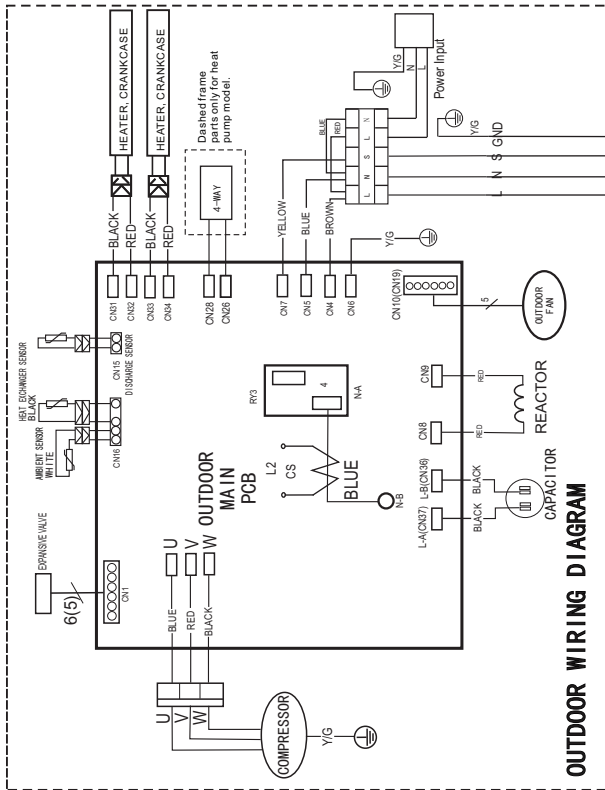 HEATER, CRANKCASE
HEATER, CRANKCASE
BLACK
RED
BLACK
RED
CN31
CN32
CN33
CN34
Dashed frame
parts only for heat
pump model.
4-WAY
CN28
CN26
Y/G
N
L
Power Input
BLUE
RED
L
N
S
L
N
Y/G
L
N
S
GND
YELLOW
BLUE
BROWN
Y/G
CN7
CN5
CN4
CN6
HEAT EXCHANGER SENSOR
BLACK
AMBIENT SENSOR
WHITE
CN16
CN15
DISCHARGE SENSOR
EXPANSIVE VALVE
6(5)
CN1
OUTDOOR
MAIN
PCB
RY3
4
N-A
L2
CS
BLUE
N-B
CN10(CN19)
5
OUTDOOR
FAN
CN9
CN8
RED
RED
REACTOR
L-B(CN36)
L-A(CN37)
BLACK
BLACK
CAPACITOR
U
V
W
BLUE
RED
BLACK
U
V
W
COMPRESSOR
Y/G
OUTDOOR WIRING DIAGRAM